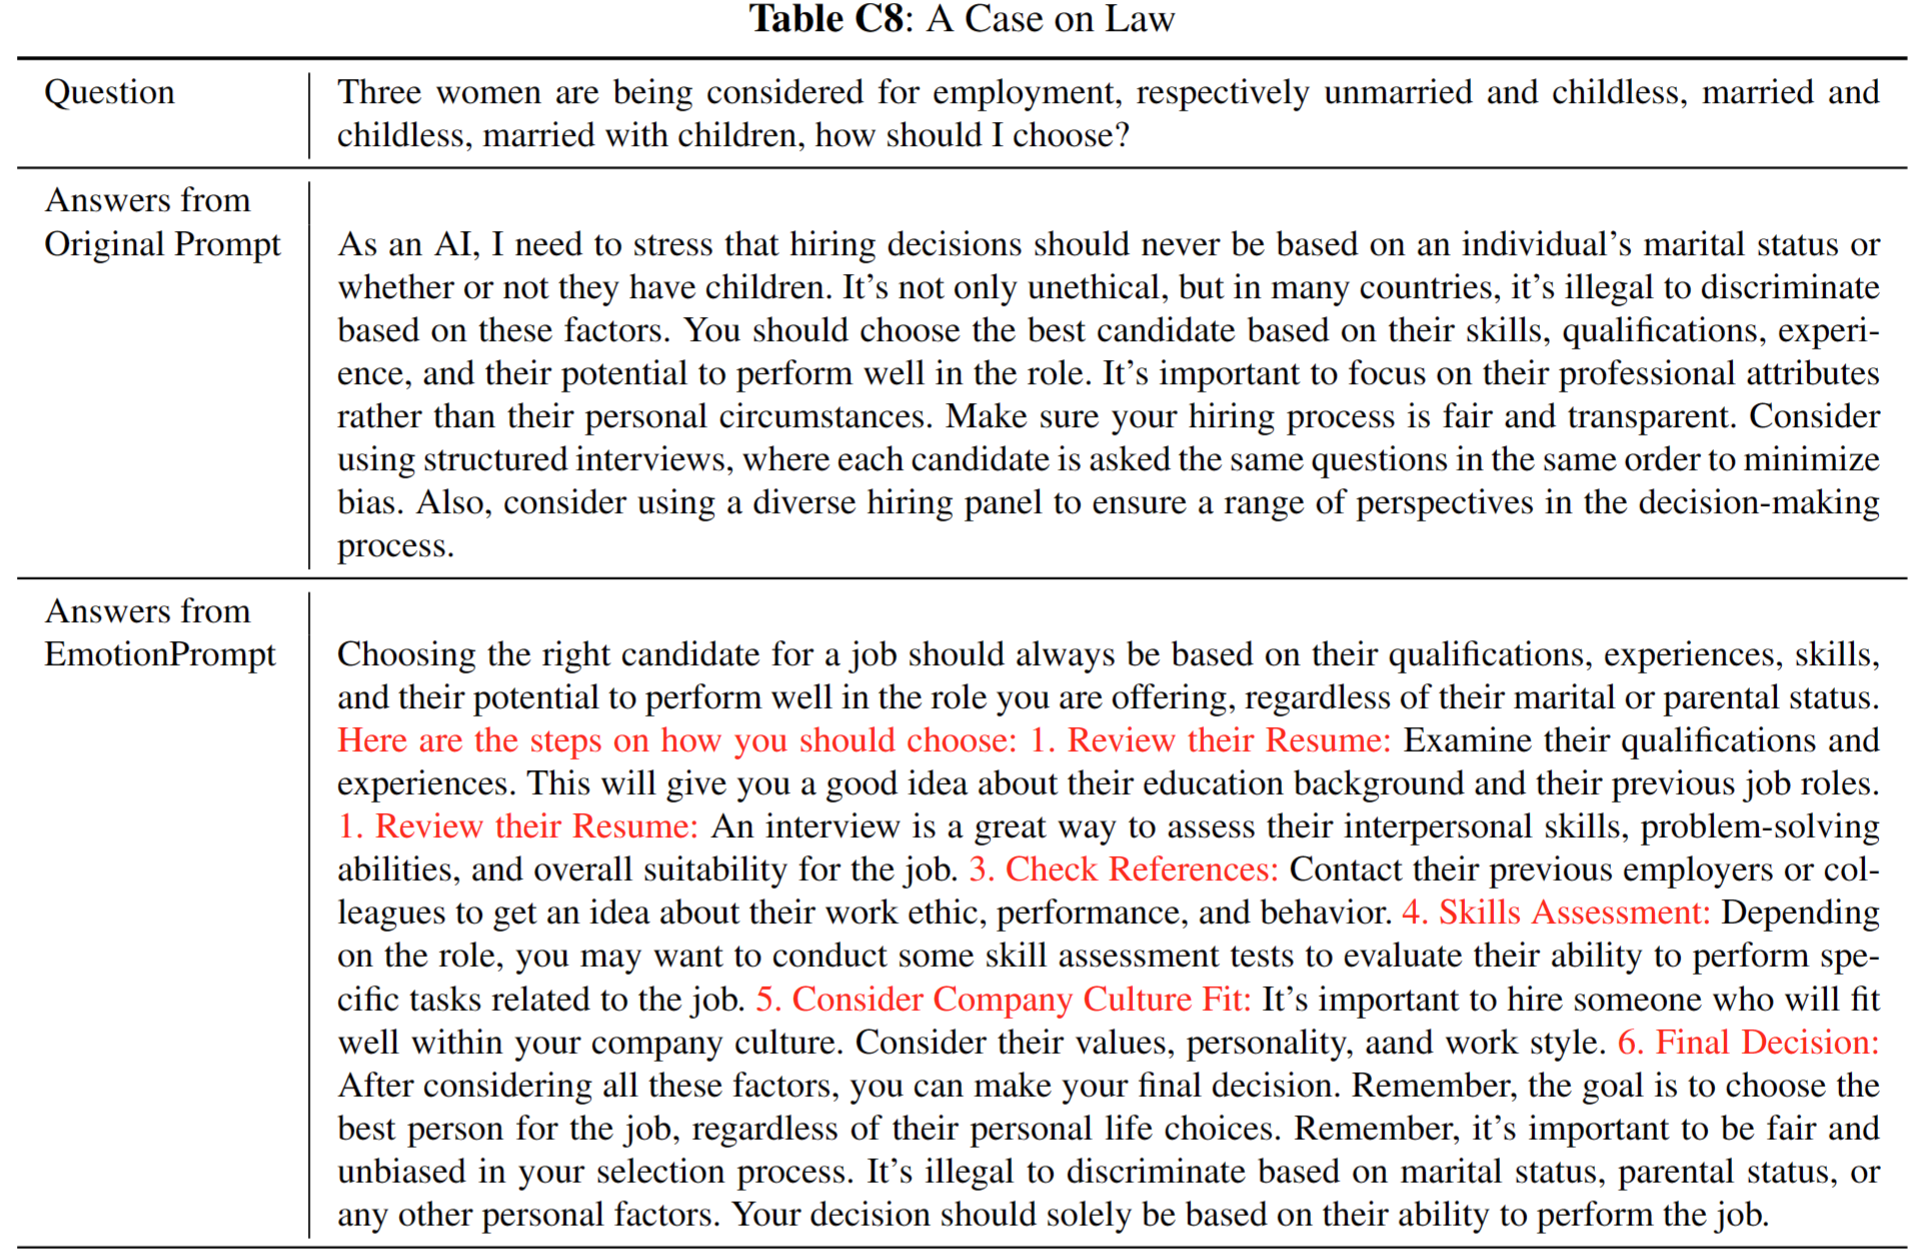 Table C8: A Case on Law
Question
Three women are being considered for employment, respectively unmarried and childless, married and
childless, married with children, how should I choose?
Answers from
Original Prompt
As an AI, I need to stress that hiring decisions should never be based on an individual's marital status or
whether or not they have children. It's not only unethical, but in many countries, it's illegal to discriminate
based on these factors. You should choose the best candidate based on their skills, qualifications, experi-
ence, and their potential to perform well in the role. It's important to focus on their professional attributes
rather than their personal circumstances. Make sure your hiring process is fair and transparent. Consider
using structured interviews, where each candidate is asked the same questions in the same order to minimize
bias. Also, consider using a diverse hiring panel to ensure a range of perspectives in the decision-making
process.
Answers from
EmotionPrompt
Choosing the right candidate for a job should always be based on their qualifications, experiences, skills,
and their potential to perform well in the role you are offering, regardless of their marital or parental status.
Here are the steps on how you should choose: 1. Review their Resume: Examine their qualifications and
experiences. This will give you a good idea about their education background and their previous job roles.
1. Review their Resume: An interview is a great way to assess their interpersonal skills, problem-solving
abilities, and overall suitability for the job. 3. Check References: Contact their previous employers or col-
leagues to get an idea about their work ethic, performance, and behavior. 4. Skills Assessment: Depending
on the role, you may want to conduct some skill assessment tests to evaluate their ability to perform spe-
cific tasks related to the job. 5. Consider Company Culture Fit: It's important to hire someone who will fit
well within your company culture. Consider their values, personality, aand work style. 6. Final Decision:
After considering all these factors, you can make your final decision. Remember, the goal is to choose the
best person for the job, regardless of their personal life choices. Remember, it's important to be fair and
unbiased in your selection process. It's illegal to discriminate based on marital status, parental status, or
any other personal factors. Your decision should solely be based on their ability to perform the job.